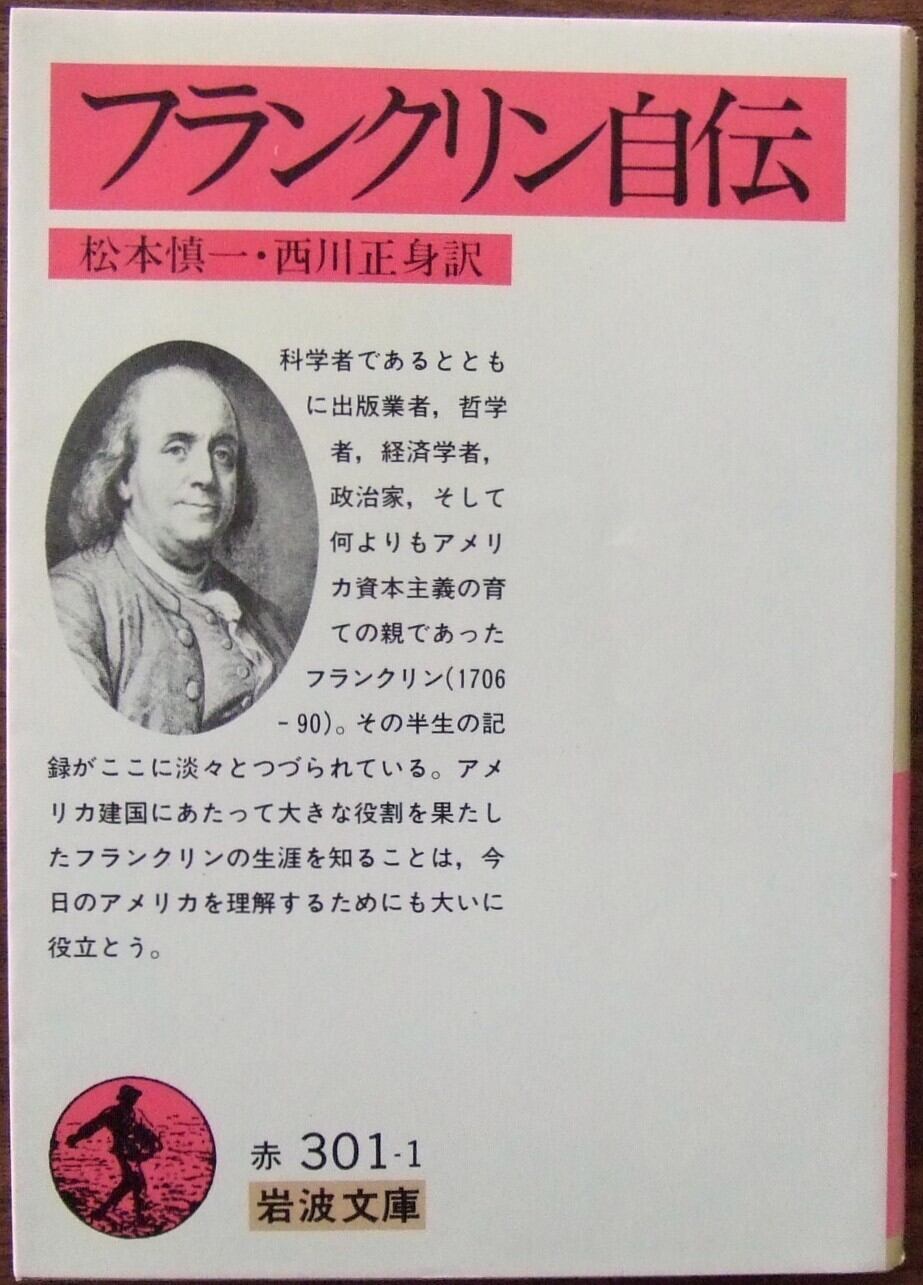 フランクリン自伝
松本慎一・西川正身訳
科学者であるととも
に出版業者，哲学
者，経済学者，
政治家，そして
何よりもアメリ
カ資本主義の育
ての親であった
フランクリン(1706
-90)。その半生の記
録がここに淡々とつづられている。アメ
リカ建国にあたって大きな役割を果たし
たフランクリンの生涯を知ることは，今
日のアメリカを理解するためにも大いに
役立とう。
赤 301-1
岩波文庫